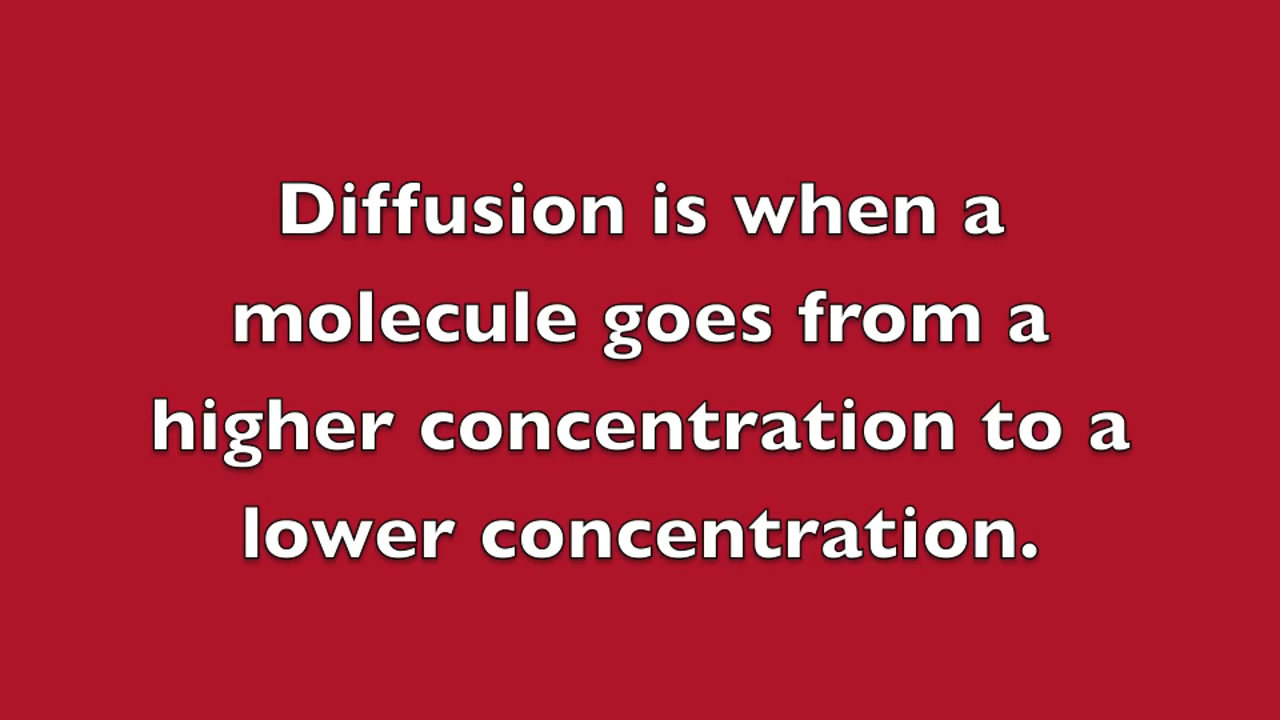 Diffusion is when a
molecule goes from a
higher concentration to a
lower concentration.